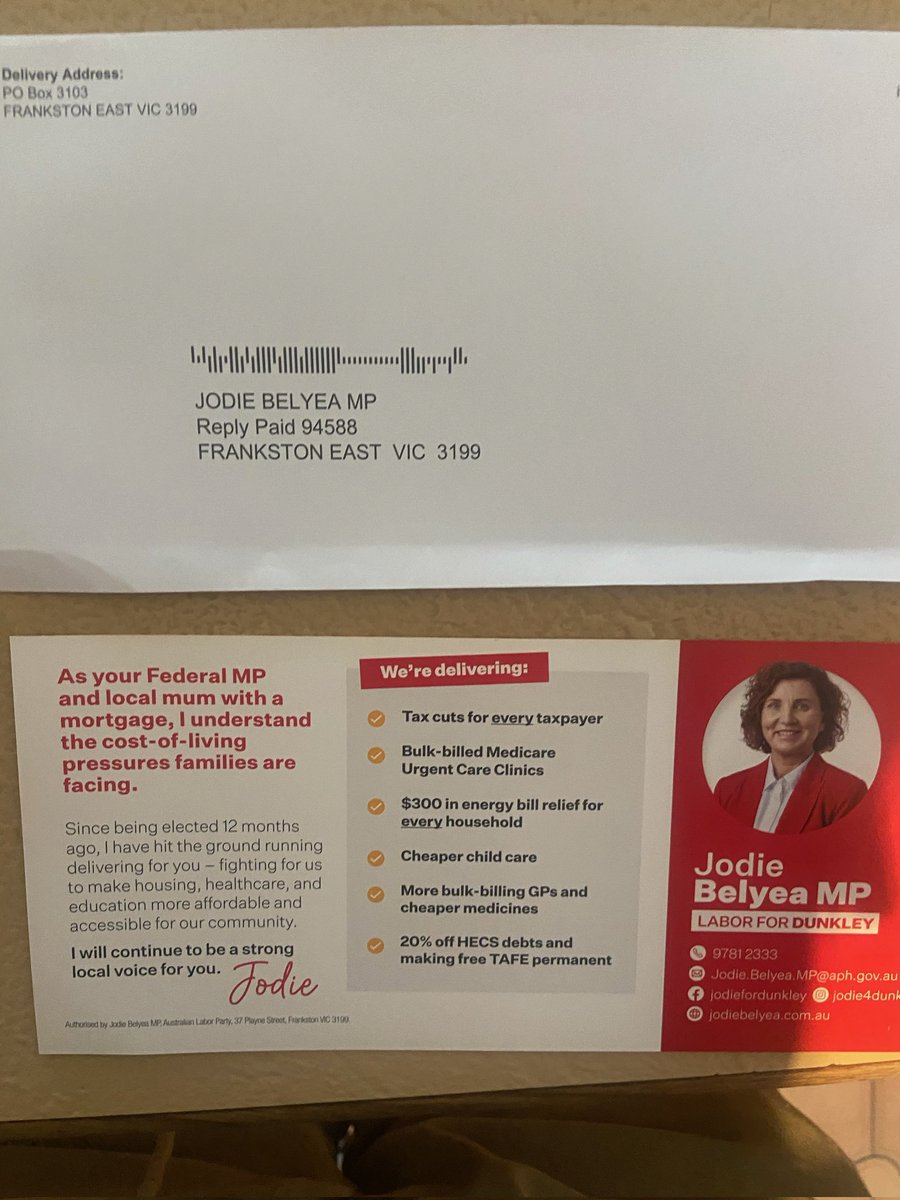 Delivery Address:
PO Box 3103
FRANKSTON EAST VIC 3199
JODIE BELYEA MP
Reply Paid 94588
FRANKSTON EAST VIC 3199
As your Federal MP
and local mum with a
mortgage, I understand
the cost-of-living
pressures families are
facing.
Since being elected 12 months
ago, I have hit the ground running
delivering for you – fighting for us
to make housing, healthcare, and
education more affordable and
accessible for our community.
I will continue to be a strong
local voice for you.
Jodie
Authorised by Jodie Belyea MP, Australian Labor Party, 37 Playne Street, Frankston VIC 3199.
We're delivering:
Tax cuts for every taxpayer
Bulk-billed Medicare
Urgent Care Clinics
$300 in energy bill relief for
every household
Cheaper child care
More bulk-billing GPs and
cheaper medicines
20% off HECS debts and
making free TAFE permanent
Jodie
Belyea MP
LABOR FOR DUNKLEY
9781 2333
Jodie.Belyea.MP@aph.gov.au
jodiefordunkley jodie4dunk
jodiebelyea.com.au